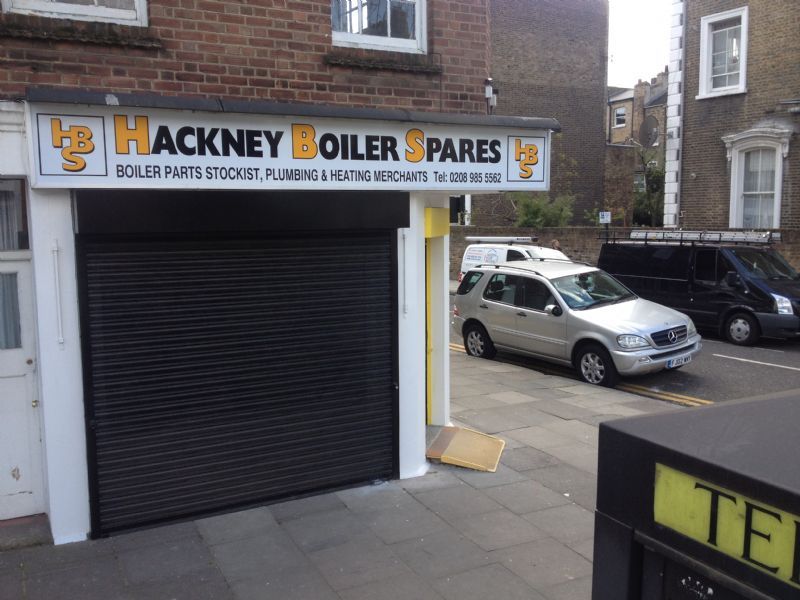 HBS
HACKNEY BOILER SPARES
HBS
BOILER PARTS STOCKIST, PLUMBING & HEATING MERCHANTS Tel: 0208 985 5562
TE